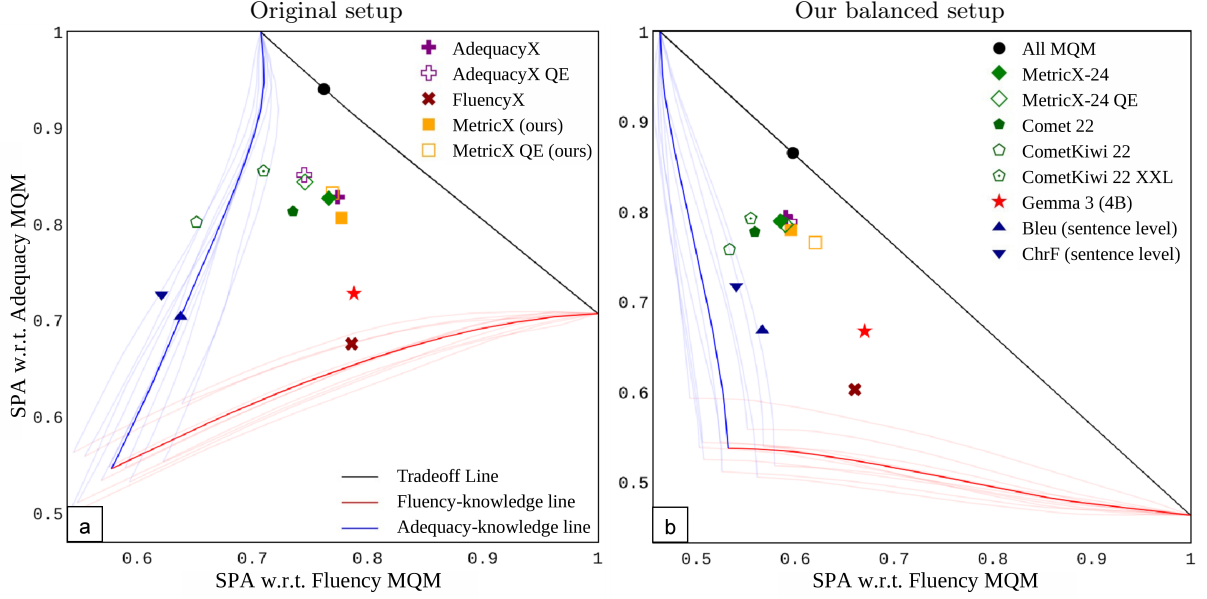 Original setup
Our balanced setup
1
0.9
0.8
0.7
0.6
0.5
SPA w.r.t. Adequacy MQM
AdequacyX
AdequacyX QE
FluencyX
MetricX (ours)
MetricX QE (ours)
Tradeoff Line
Fluency-knowledge line
Adequacy-knowledge line
a
0.6
0.7
0.8
0.9
1
SPA w.r.t. Fluency MQM
1
0.9
0.8
0.7
0.6
0.5
All MQM
MetricX-24
MetricX-24 QE
Comet 22
CometKiwi 22
CometKiwi 22 XXL
Gemma 3 (4B)
Bleu (sentence level)
ChrF (sentence level)
b
0.5
0.6
0.7
0.8
0.9
1
SPA w.r.t. Fluency MQM